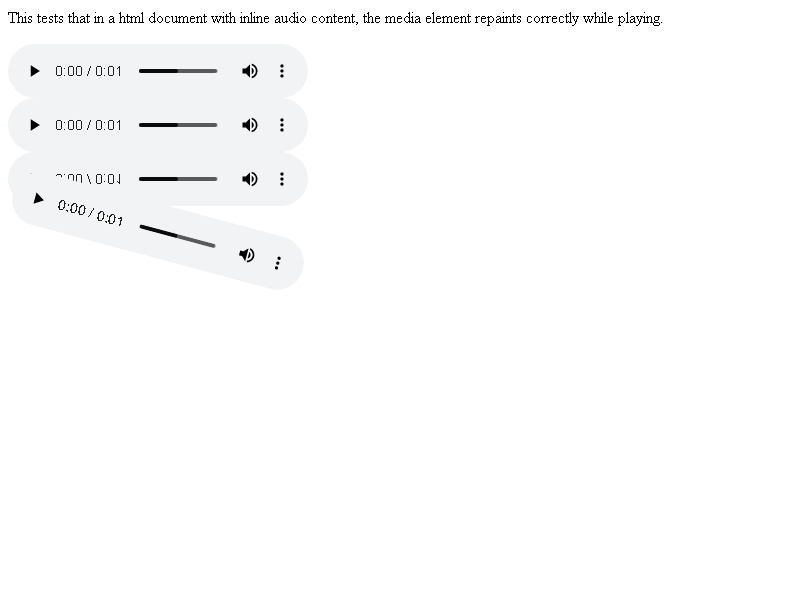 This tests that in a html document with inline audio content, the media element repaints correctly while playing.
0:00 / 0:01
0:00 / 0:01
0:00 / 0:01